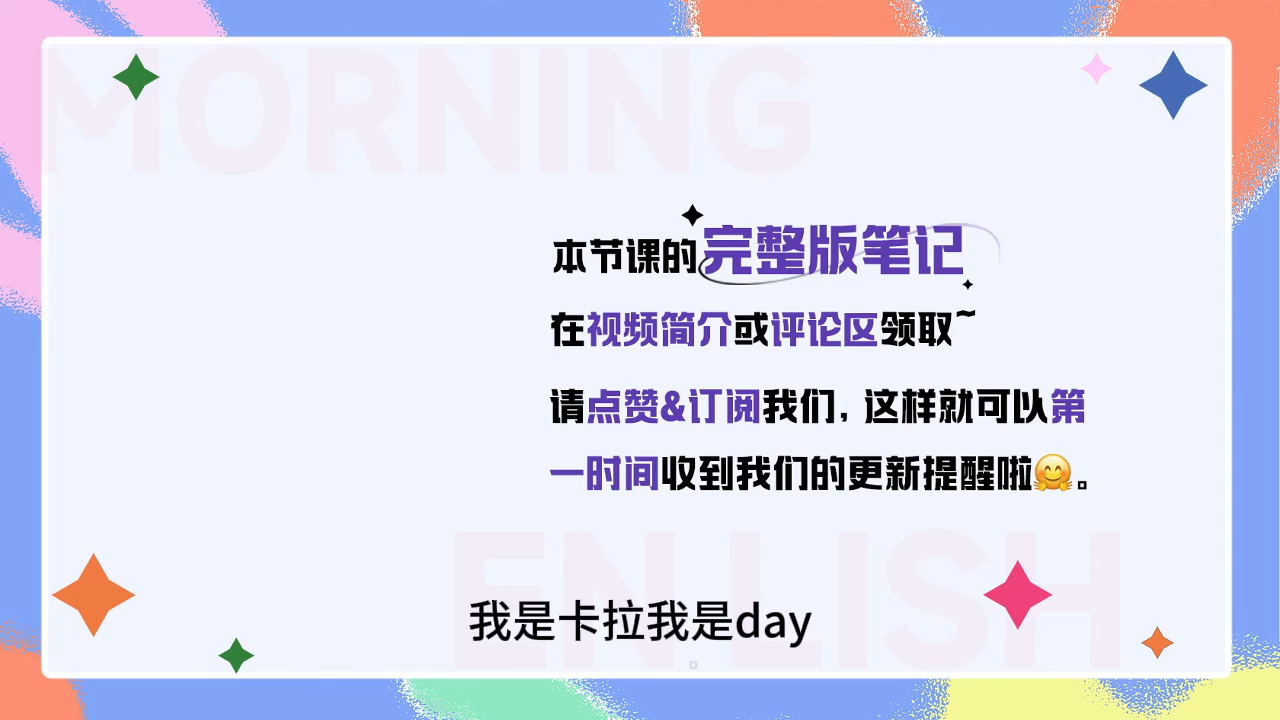 MORNING
本节课的完整版笔记
在视频简介或评论区领取~
请点赞&订阅我们，这样就可以第
一时间收到我们的更新提醒啦🤗。
EN LISH
我是卡拉我是day